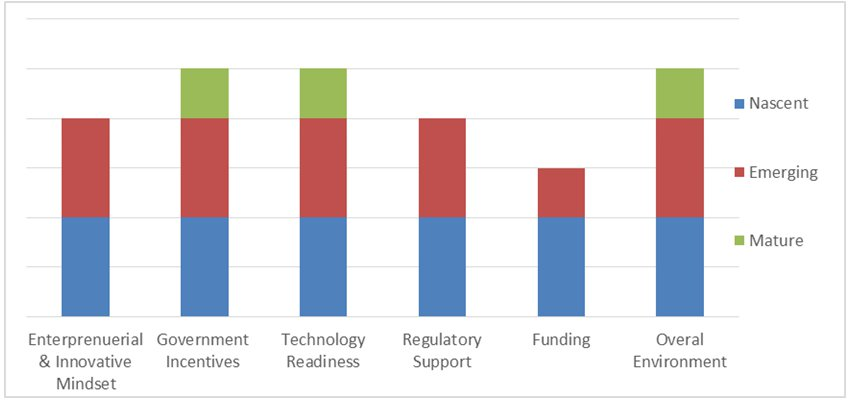 Nascent
Emerging
Mature
Enterprenuerial
& Innovative
Mindset
Government
Incentives
Technology
Readiness
Regulatory
Support
Funding
Overal
Environment